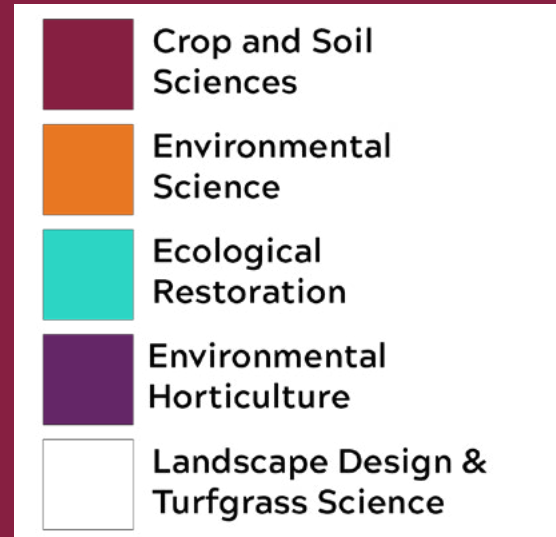 Crop and Soil
Sciences
Environmental
Science
Ecological
Restoration
Environmental
Horticulture
Landscape Design &
Turfgrass Science